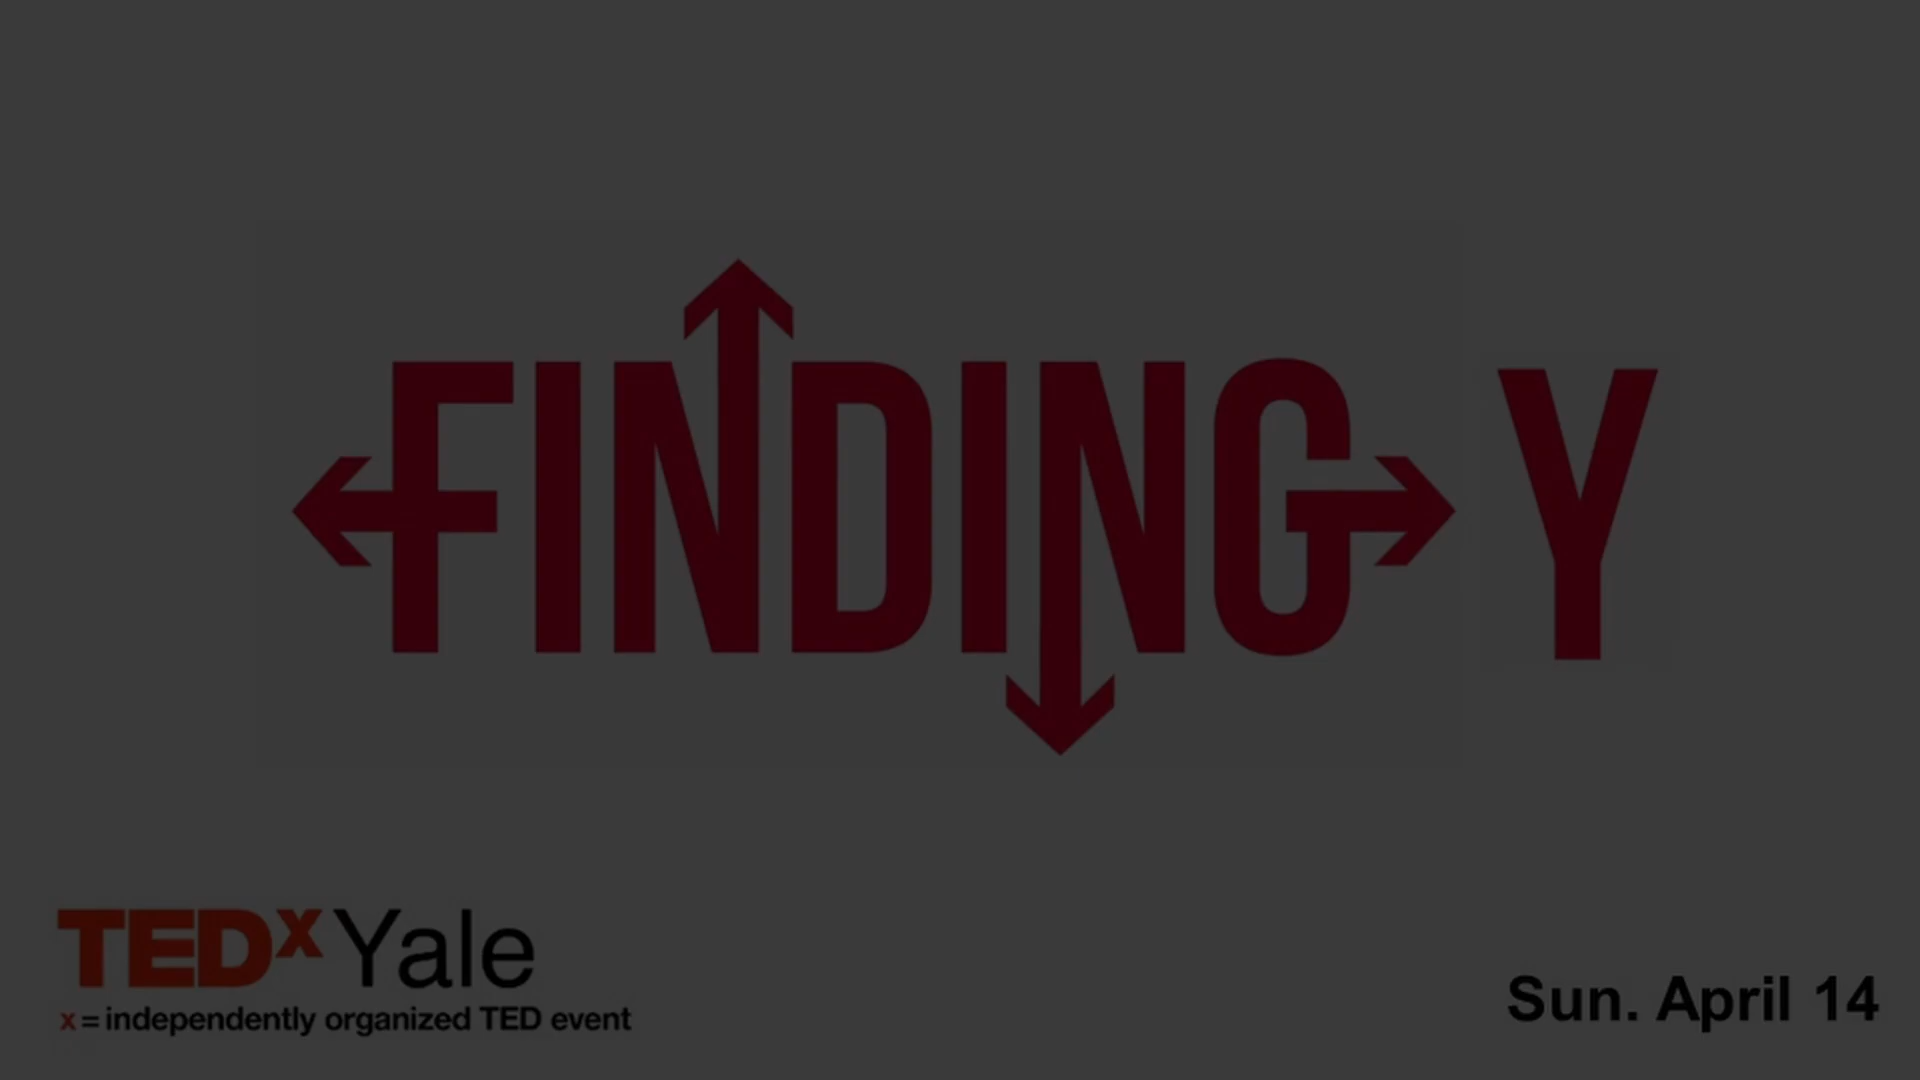 FINDING Y
TEDxYale
x = independently organized TED event
Sun. April 14